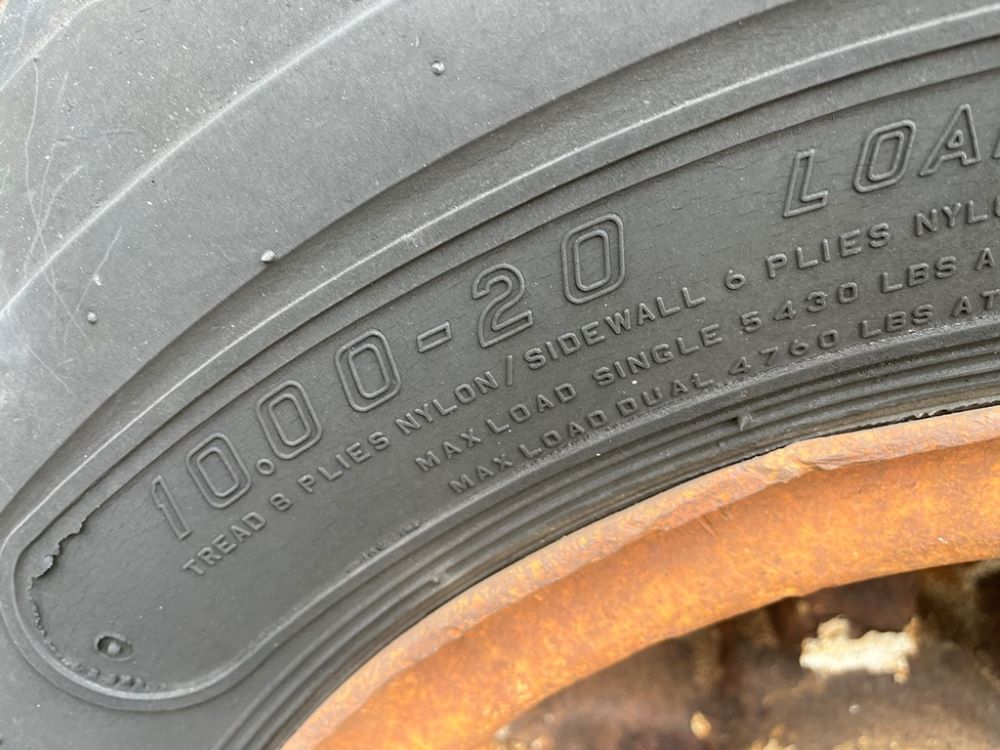 10.00-20 LOA
TREAD 8 PLIES NYLON/SIDEWALL 6 PLIES NYL
MAX LOAD SINGLE 5430 LBS A
MAX LOAD DUAL 4760 LBS AT